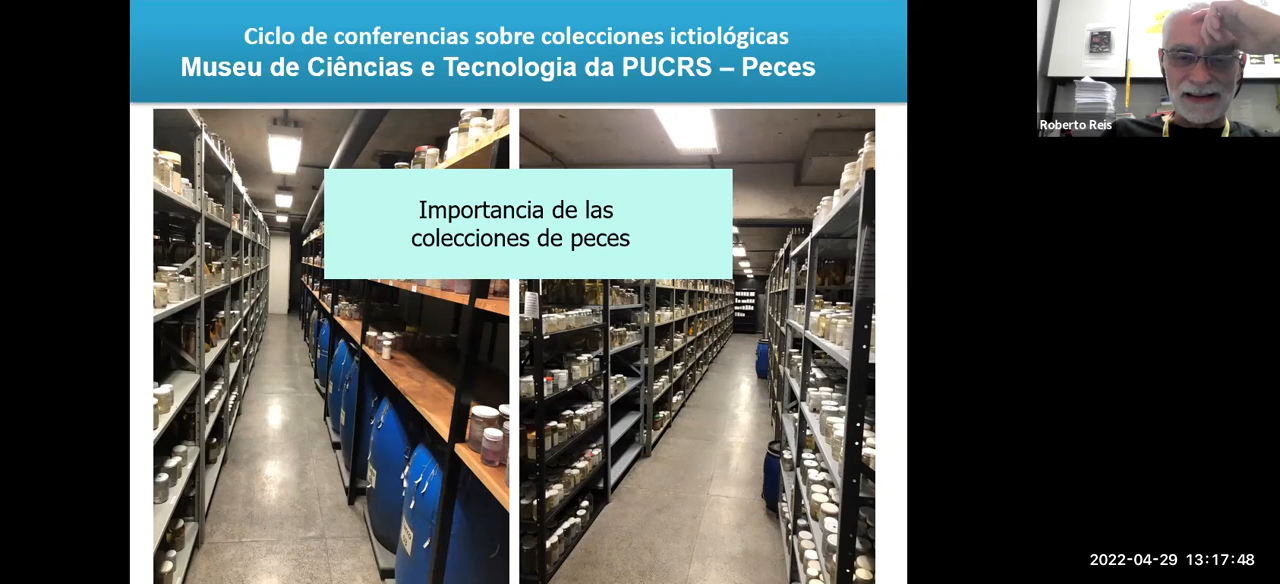 Ciclo de conferencias sobre colecciones ictiológicas
Museu de Ciências e Tecnologia da PUCRS – Peces
Importancia de las
colecciones de peces
Roberto Reis
2022-04-29 13:17:48